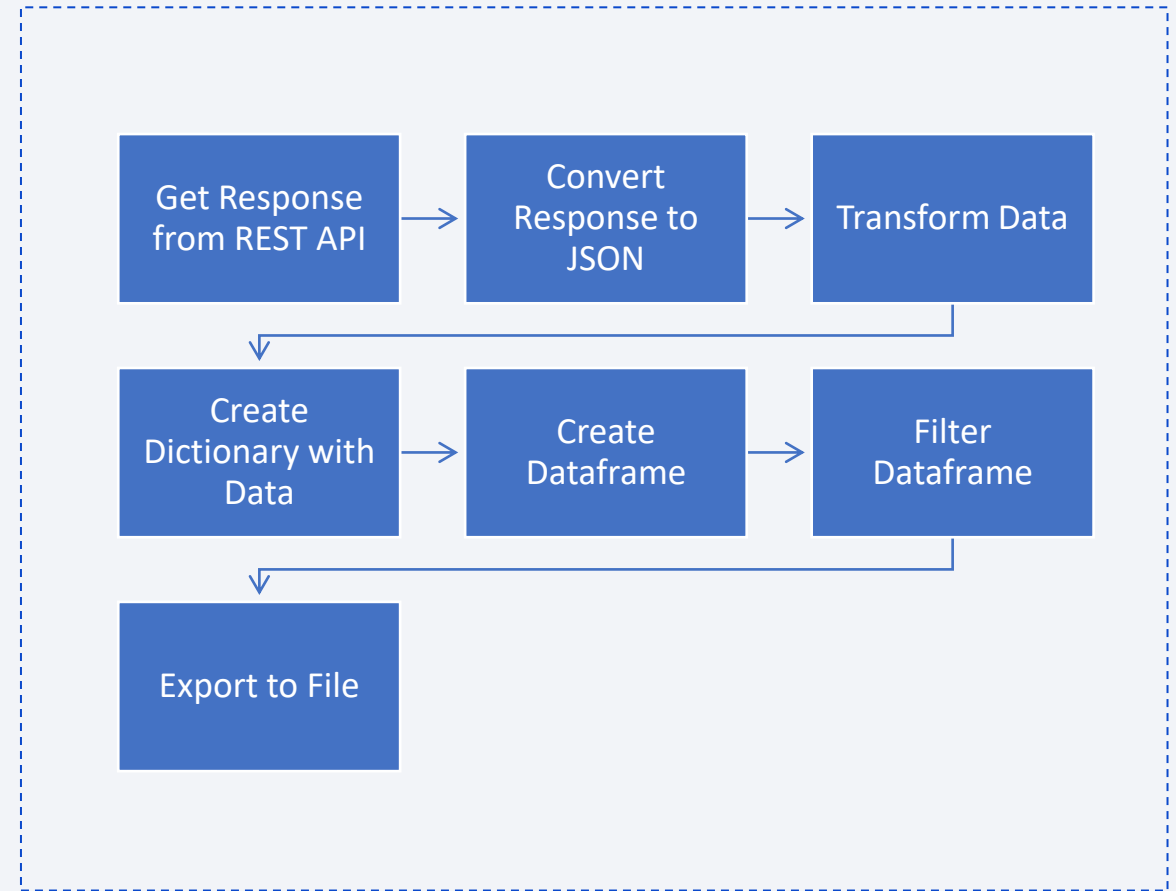 Get Response
from REST API
Convert
Response to
JSON
Transform Data
Create
Dictionary with
Data
Create
Dataframe
Filter
Dataframe
Export to File